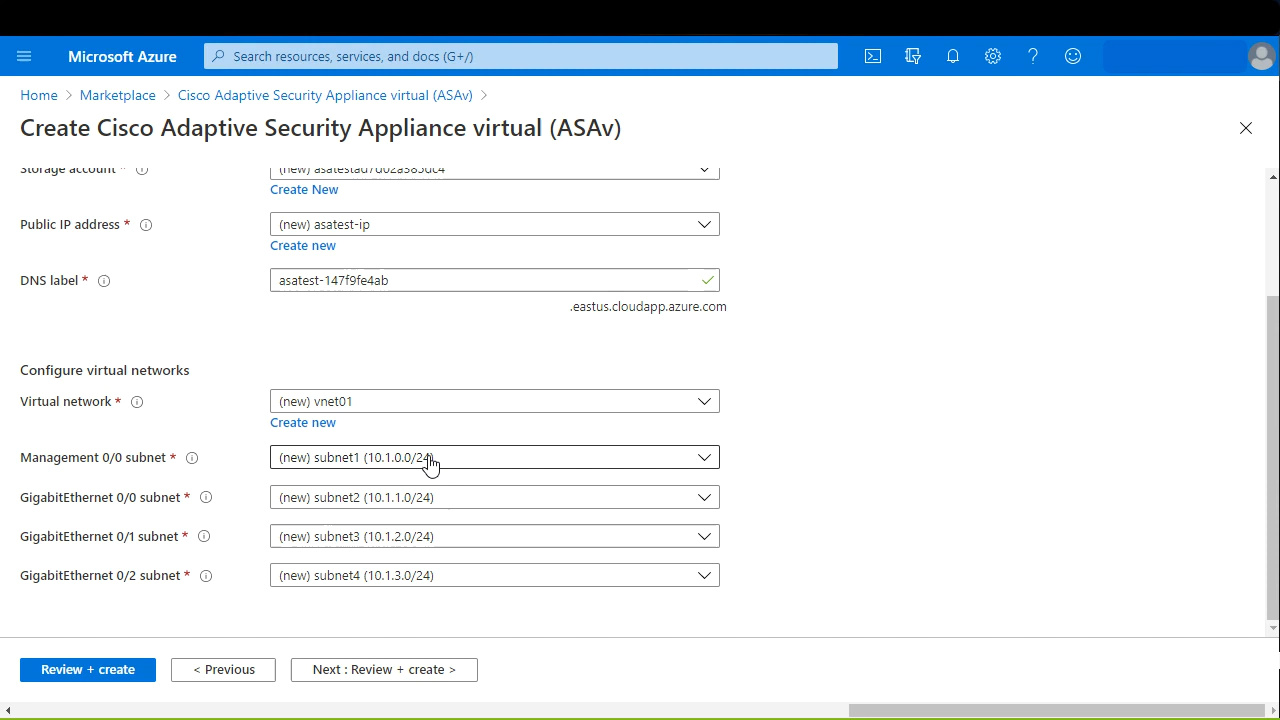 Microsoft Azure
Search resources, services, and docs (G+/)
Home > Marketplace > Cisco Adaptive Security Appliance virtual (ASAv) >
Create Cisco Adaptive Security Appliance virtual (ASAv)
Storage account *
Create New
Public IP address * (new) asatest-ip
Create new
DNS label * asatest-147f9fe4ab
.eastus.cloudapp.azure.com
Configure virtual networks
Virtual network * (new) vnet01
Create new
Management 0/0 subnet * (new) subnet1 (10.1.0.0/24)
GigabitEthernet 0/0 subnet * (new) subnet2 (10.1.1.0/24)
GigabitEthernet 0/1 subnet * (new) subnet3 (10.1.2.0/24)
GigabitEthernet 0/2 subnet * (new) subnet4 (10.1.3.0/24)
Review + create
< Previous
Next : Review + create >